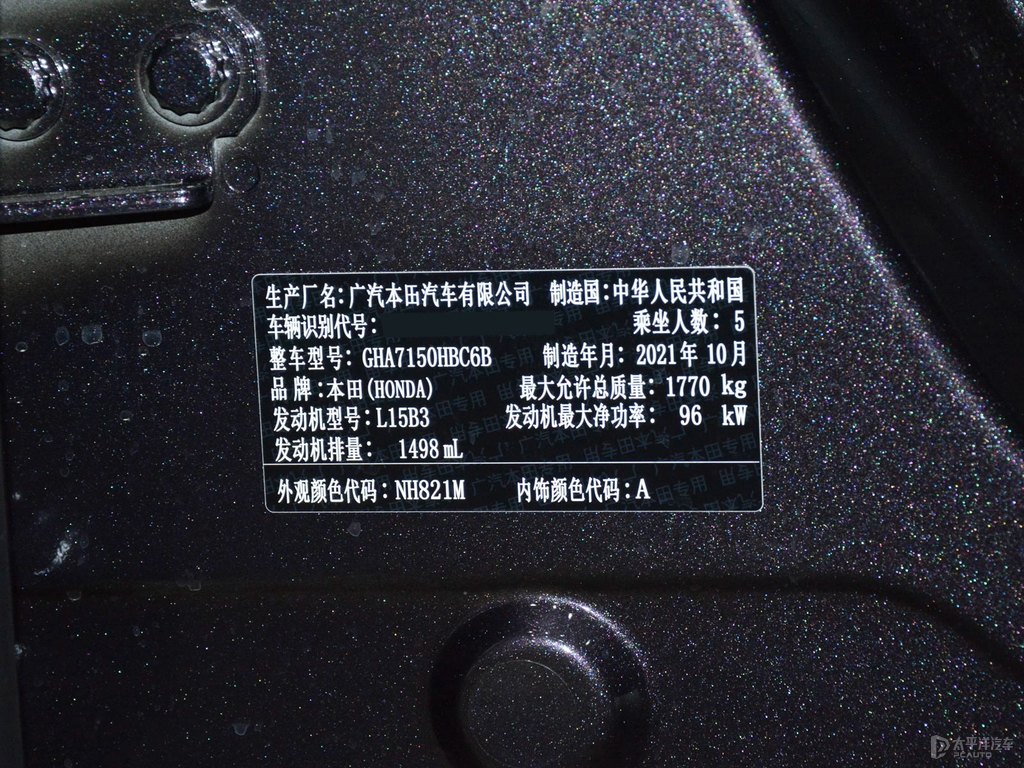 生产厂名：广汽本田汽车有限公司 制造国：中华人民共和国
车辆识别代号： 乘坐人数：5
整车型号：GHA7150HBC6B 制造年月：2021年10月
品牌：本田(HONDA) 最大允许总质量：1770 kg
发动机型号：L15B3 发动机最大净功率：96 kW
发动机排量：1498mL
外观颜色代码：NH821M 内饰颜色代码：A
太平洋汽车
PCAUTO